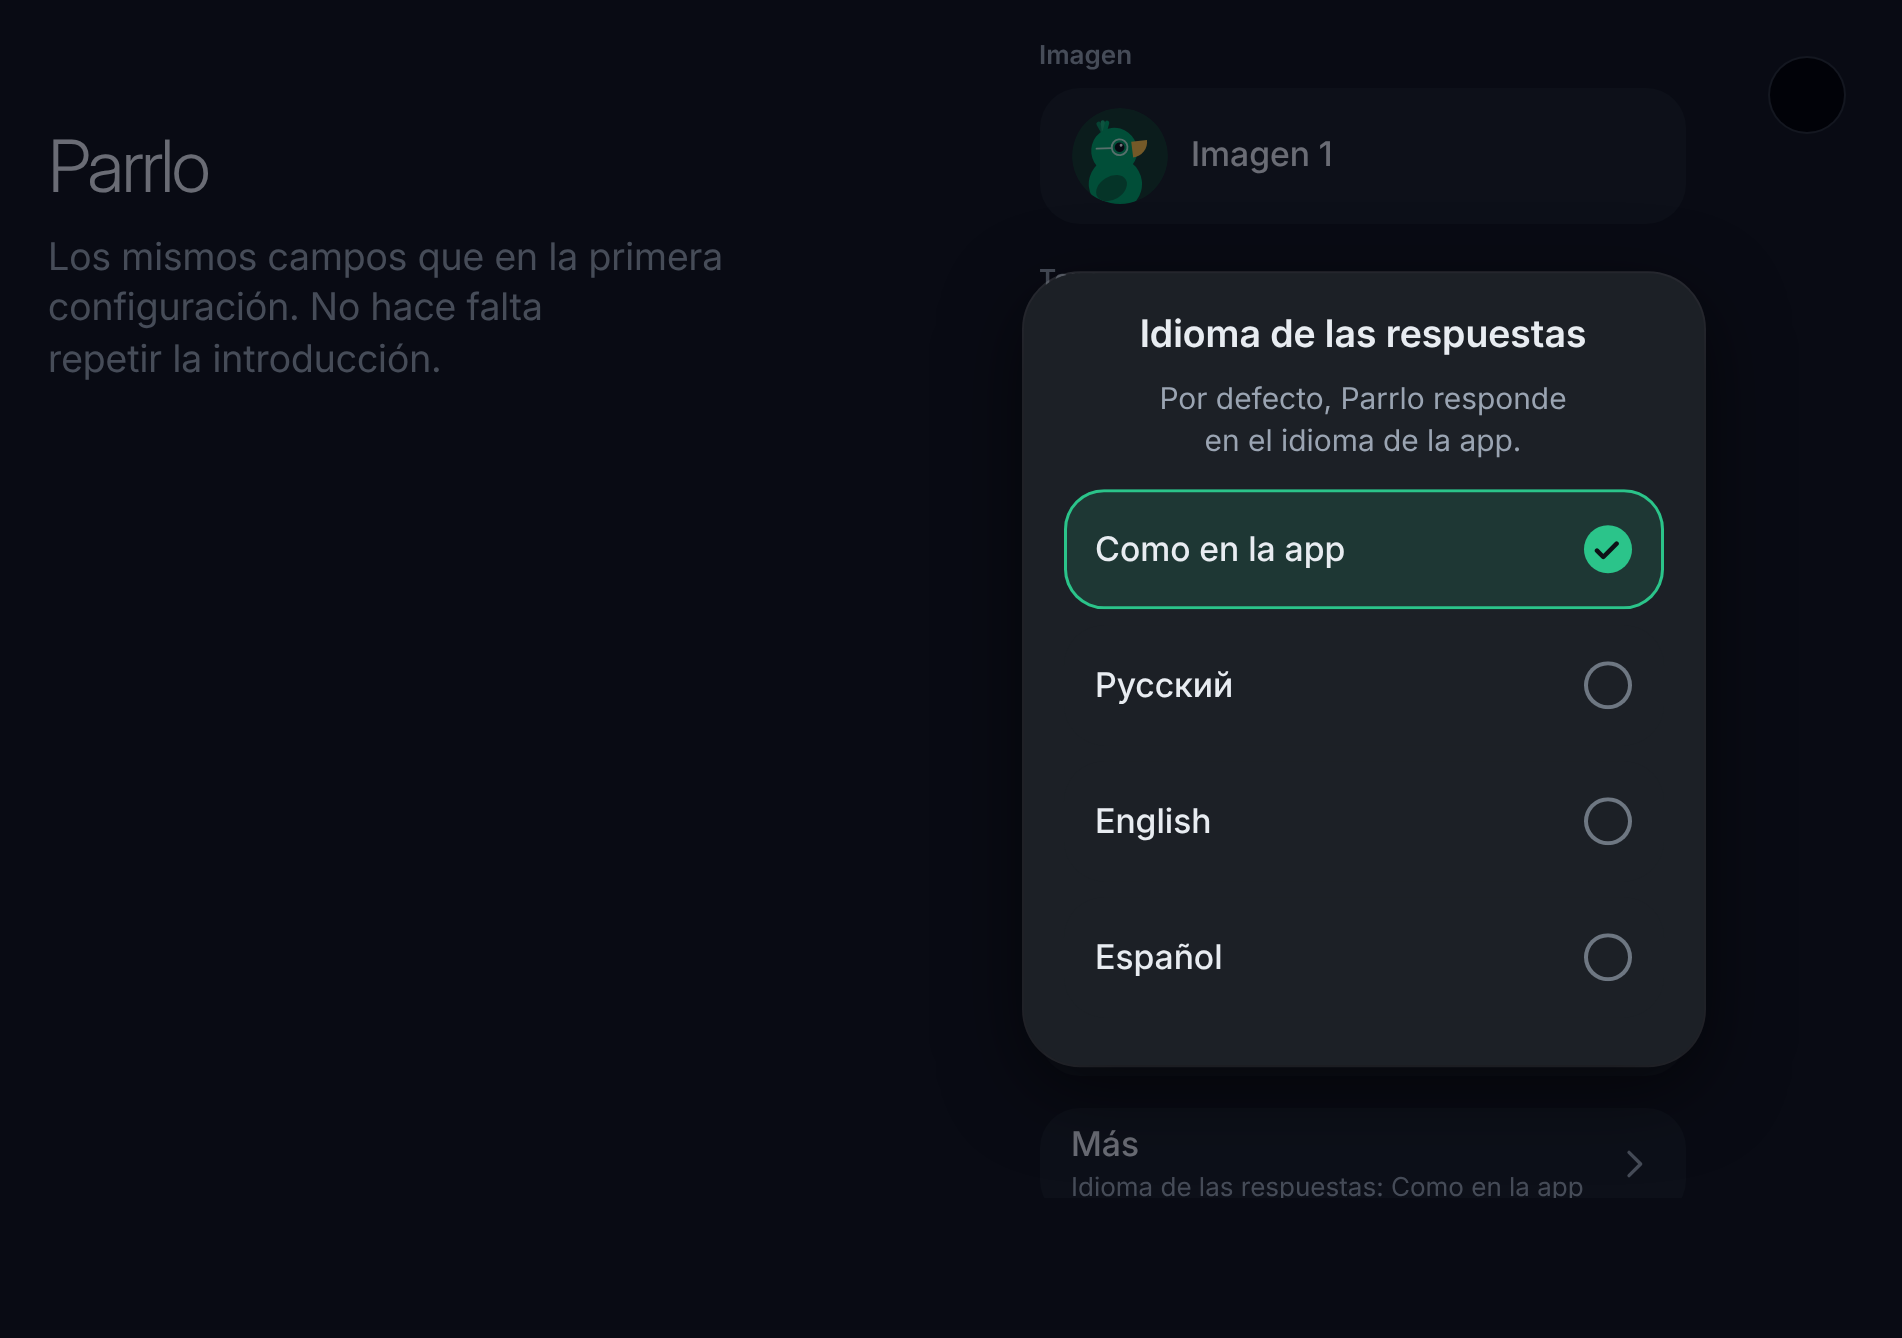 Parrlo
Los mismos campos que en la primera
configuración. No hace falta
repetir la introducción.
Imagen
Imagen 1
Idioma de las respuestas
Por defecto, Parrlo responde
en el idioma de la app.
Como en la app
Русский
English
Español
Más
Idioma de las respuestas: Como en la app